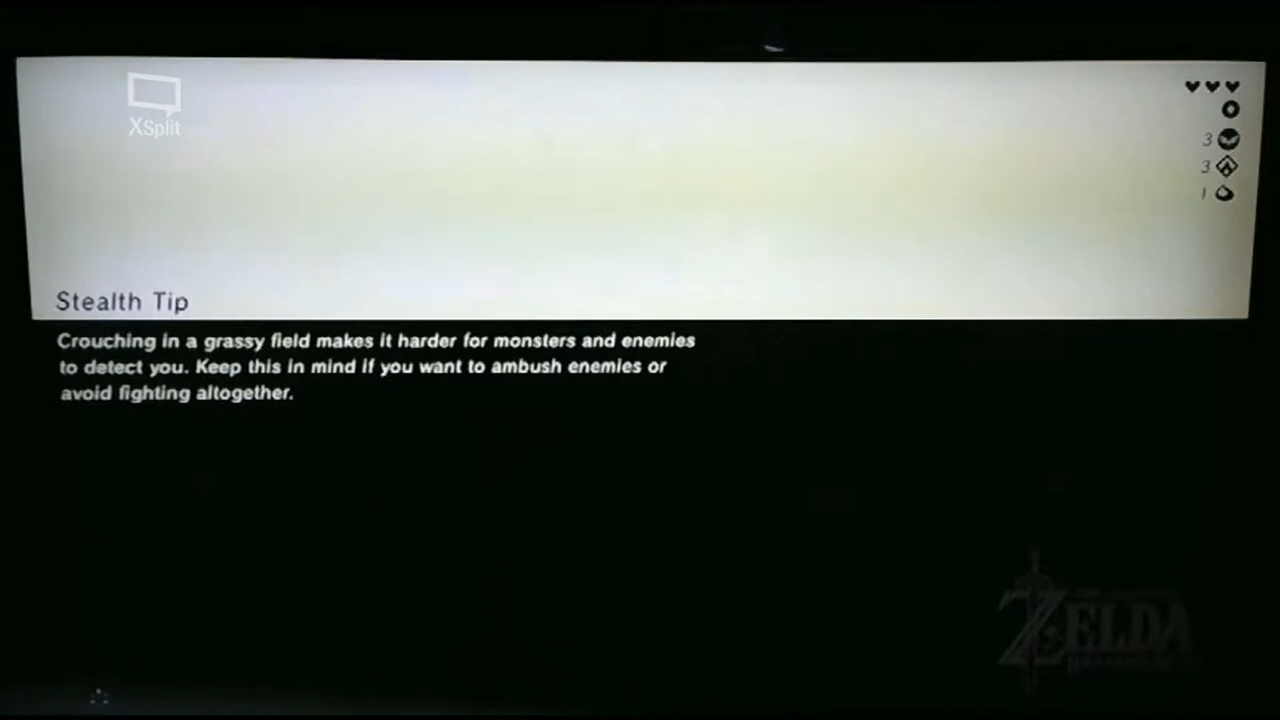 XSplit
3
3
1
Stealth Tip
Crouching in a grassy field makes it harder for monsters and enemies
to detect you. Keep this in mind if you want to ambush enemies or
avoid fighting altogether.
ZELDA